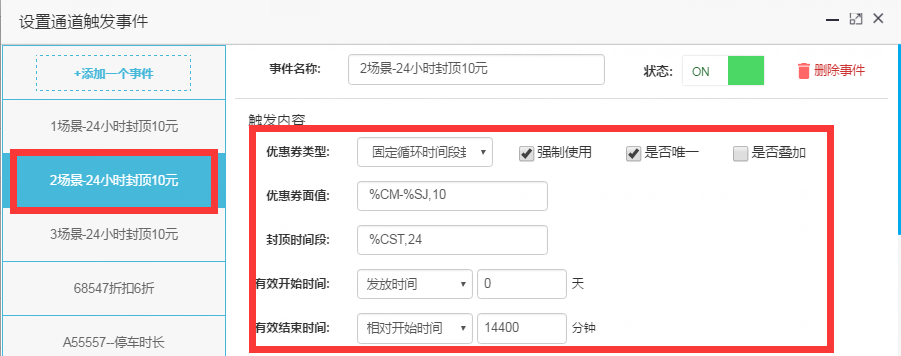 设置通道触发事件
+添加一个事件
1场景-24小时封顶10元
2场景-24小时封顶10元
3场景-24小时封顶10元
68547折扣6折
A55557--停车时长
事件名称: 2场景-24小时封顶10元 状态: ON 删除事件
触发内容
优惠券类型: 固定循环时间段 强制使用 是否唯一 是否叠加
优惠券面值: %CM-%SJ,10
封顶时间段: %CST,24
有效开始时间: 发放时间 0 天
有效结束时间: 相对开始时间 14400 分钟